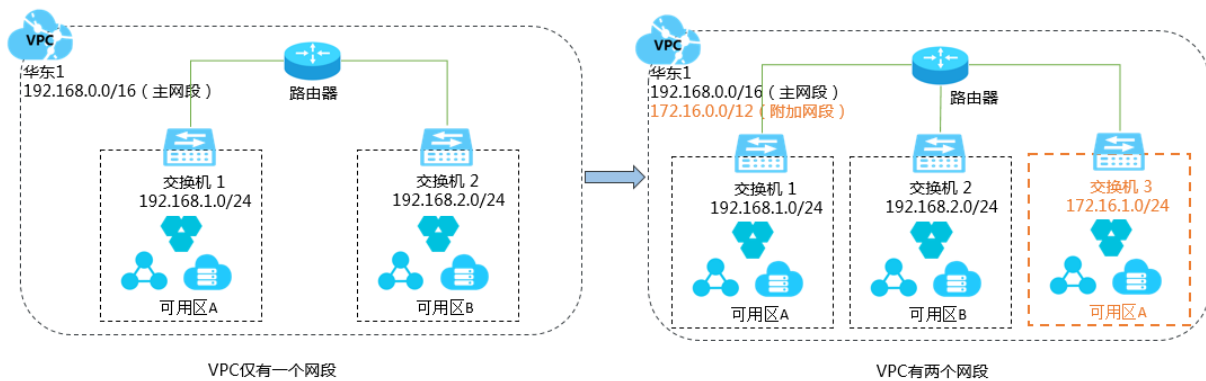 VPC
华东1
192.168.0.0/16（主网段）
路由器
交换机 1
192.168.1.0/24
可用区A
交换机 2
192.168.2.0/24
可用区B
VPC仅有一个网段
VPC
华东1
192.168.0.0/16（主网段）
172.16.0.0/12（附加网段）
路由器
交换机 1
192.168.1.0/24
可用区A
交换机 2
192.168.2.0/24
可用区B
交换机 3
172.16.1.0/24
可用区A
VPC有两个网段